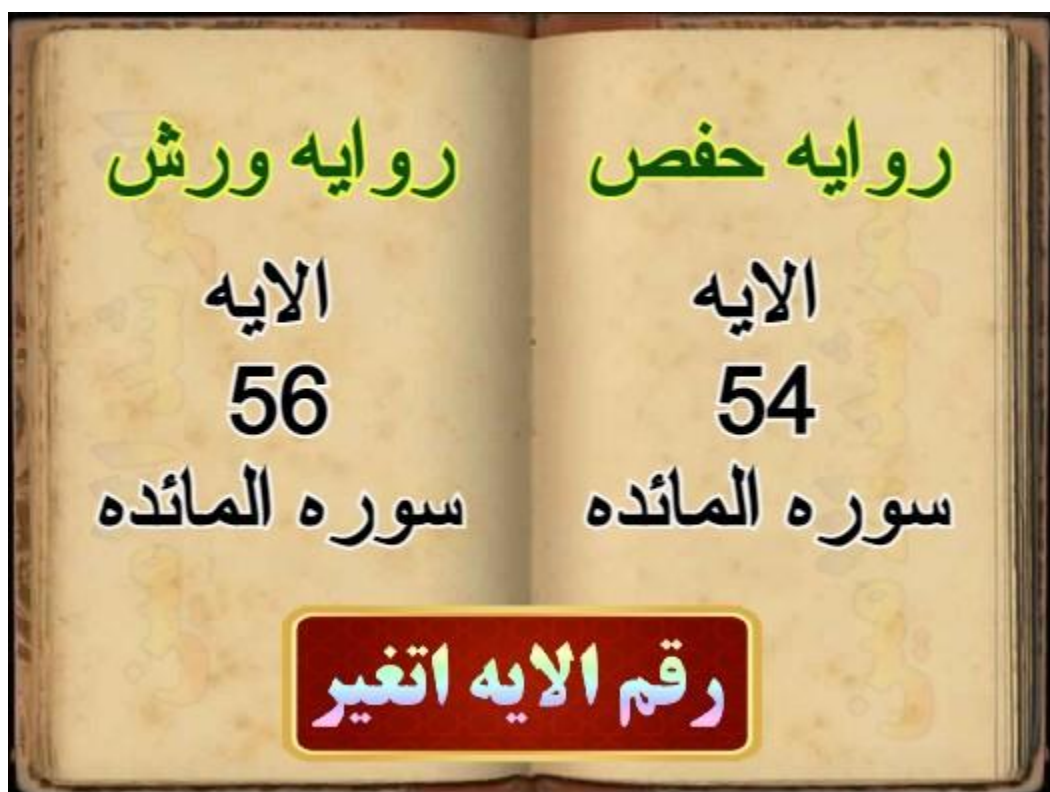 روايه حفص
الايه
54
سوره المائده
روايه ورش
الايه
56
سوره المائده
رقم الايه اتغير